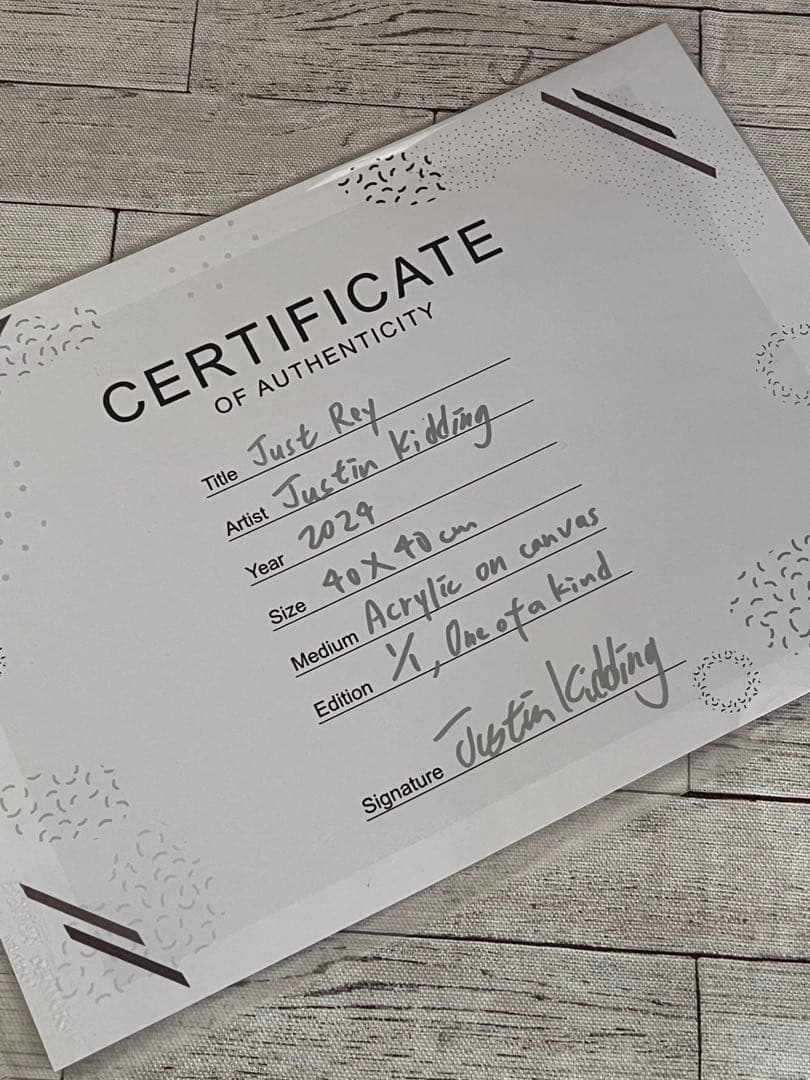 CERTIFICATE
OF AUTHENTICITY
Title Just Rey
Artist Justin Kidding
Year 2024
Size 40 X 40 cm
Medium Acrylic on canvas
Edition 1/1, One of a kind
Signature Justin Kidding